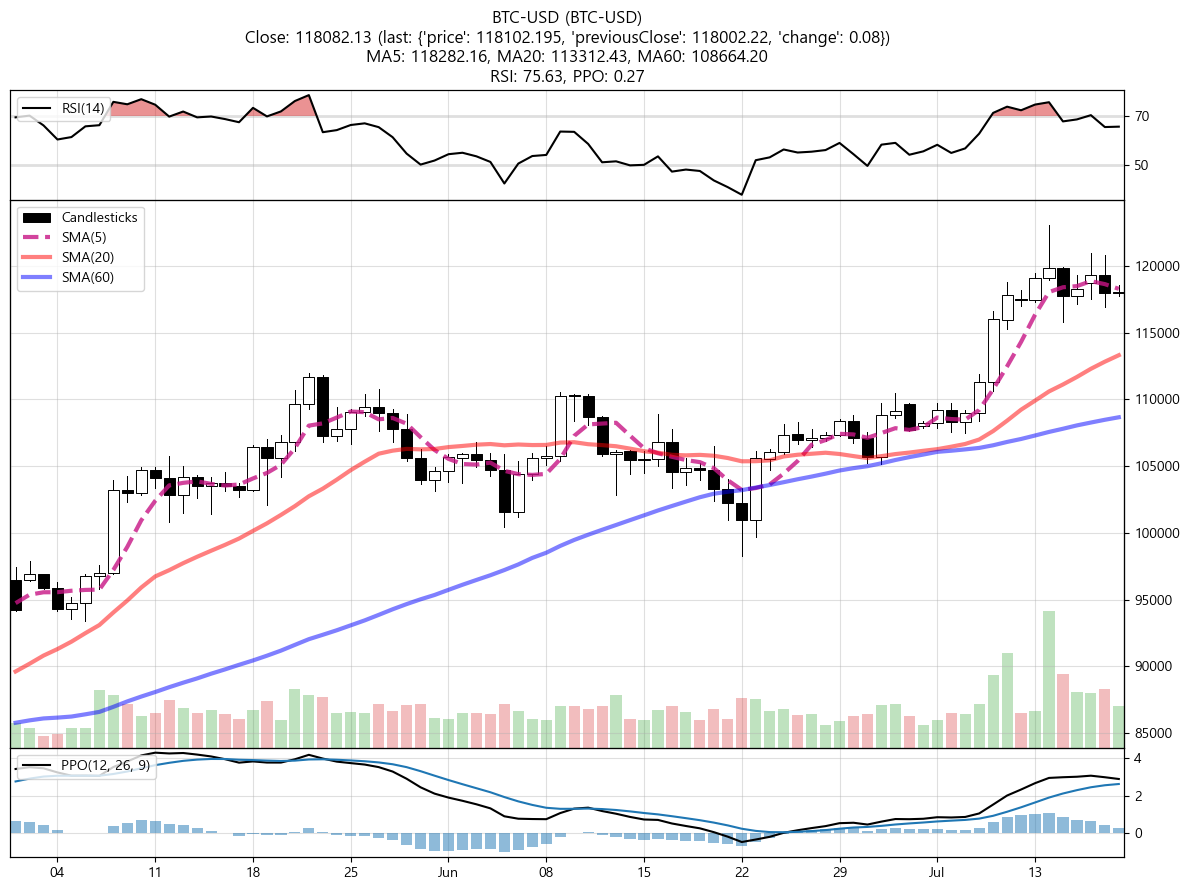 BTC-USD (BTC-USD)
Close: 118082.13 (last: {'price': 118102.195, 'previousClose': 118002.22, 'change': 0.08})
MA5: 118282.16, MA20: 113312.43, MA60: 108664.20
RSI: 75.63, PPO: 0.27
RSI(14)
70
50
Candlesticks
SMA(5)
SMA(20)
SMA(60)
120000
115000
110000
105000
100000
95000
90000
85000
PPO(12, 26, 9)
4
2
0
04 11 18 25 Jun 08 15 22 29 Jul 13